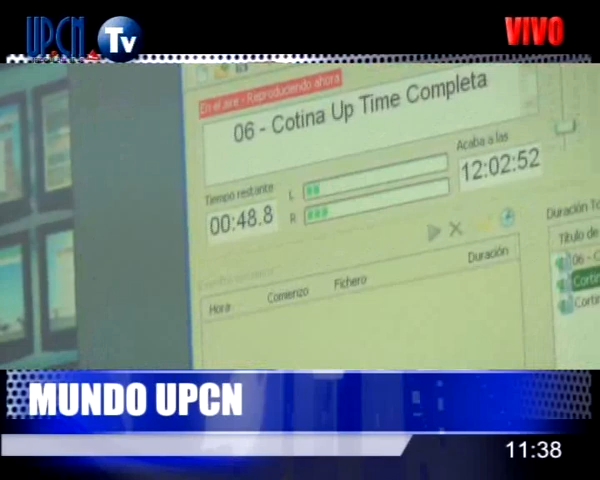 UPCN Tv
VIVO
En el aire - Reproduciendo ahora
06 - Cotina Up Time Completa
Tiempo restante
00:48.8
L
R
Acaba a las
12:02:52
Duración To
Hora
Comienzo
Fichero
Duración
Título de
06 - C
Cortin
Cortin
MUNDO UPCN
11:38